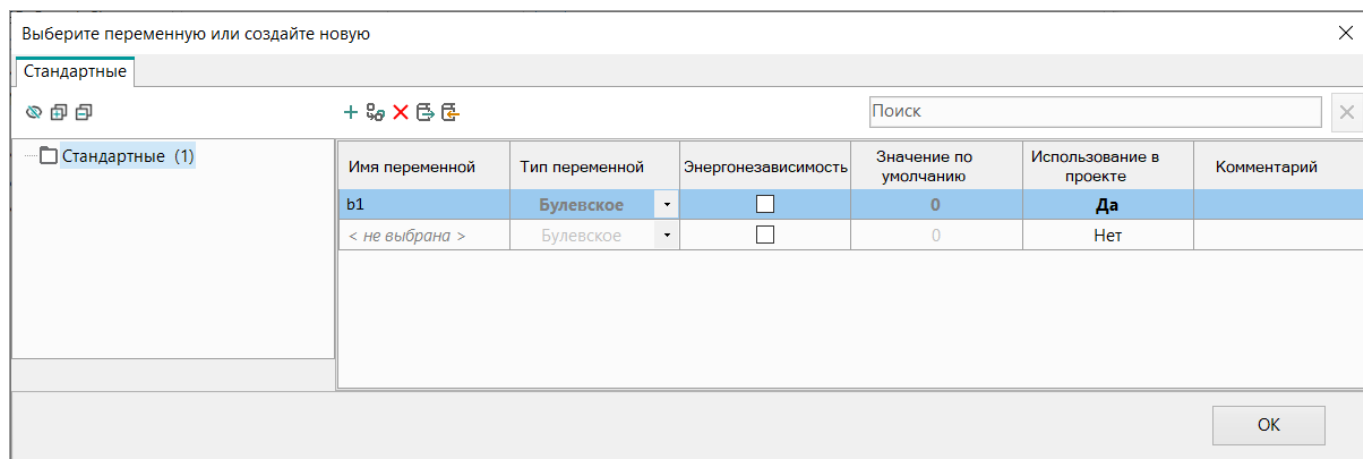 Выберите переменную или создайте новую
Стандартные
Поиск
Стандартные (1)
Имя переменной Тип переменной Энергонезависимость Значение по умолчанию Использование в проекте Комментарий
b1 Булевское 0 Да
< не выбрана > Булевское 0 Нет
OK